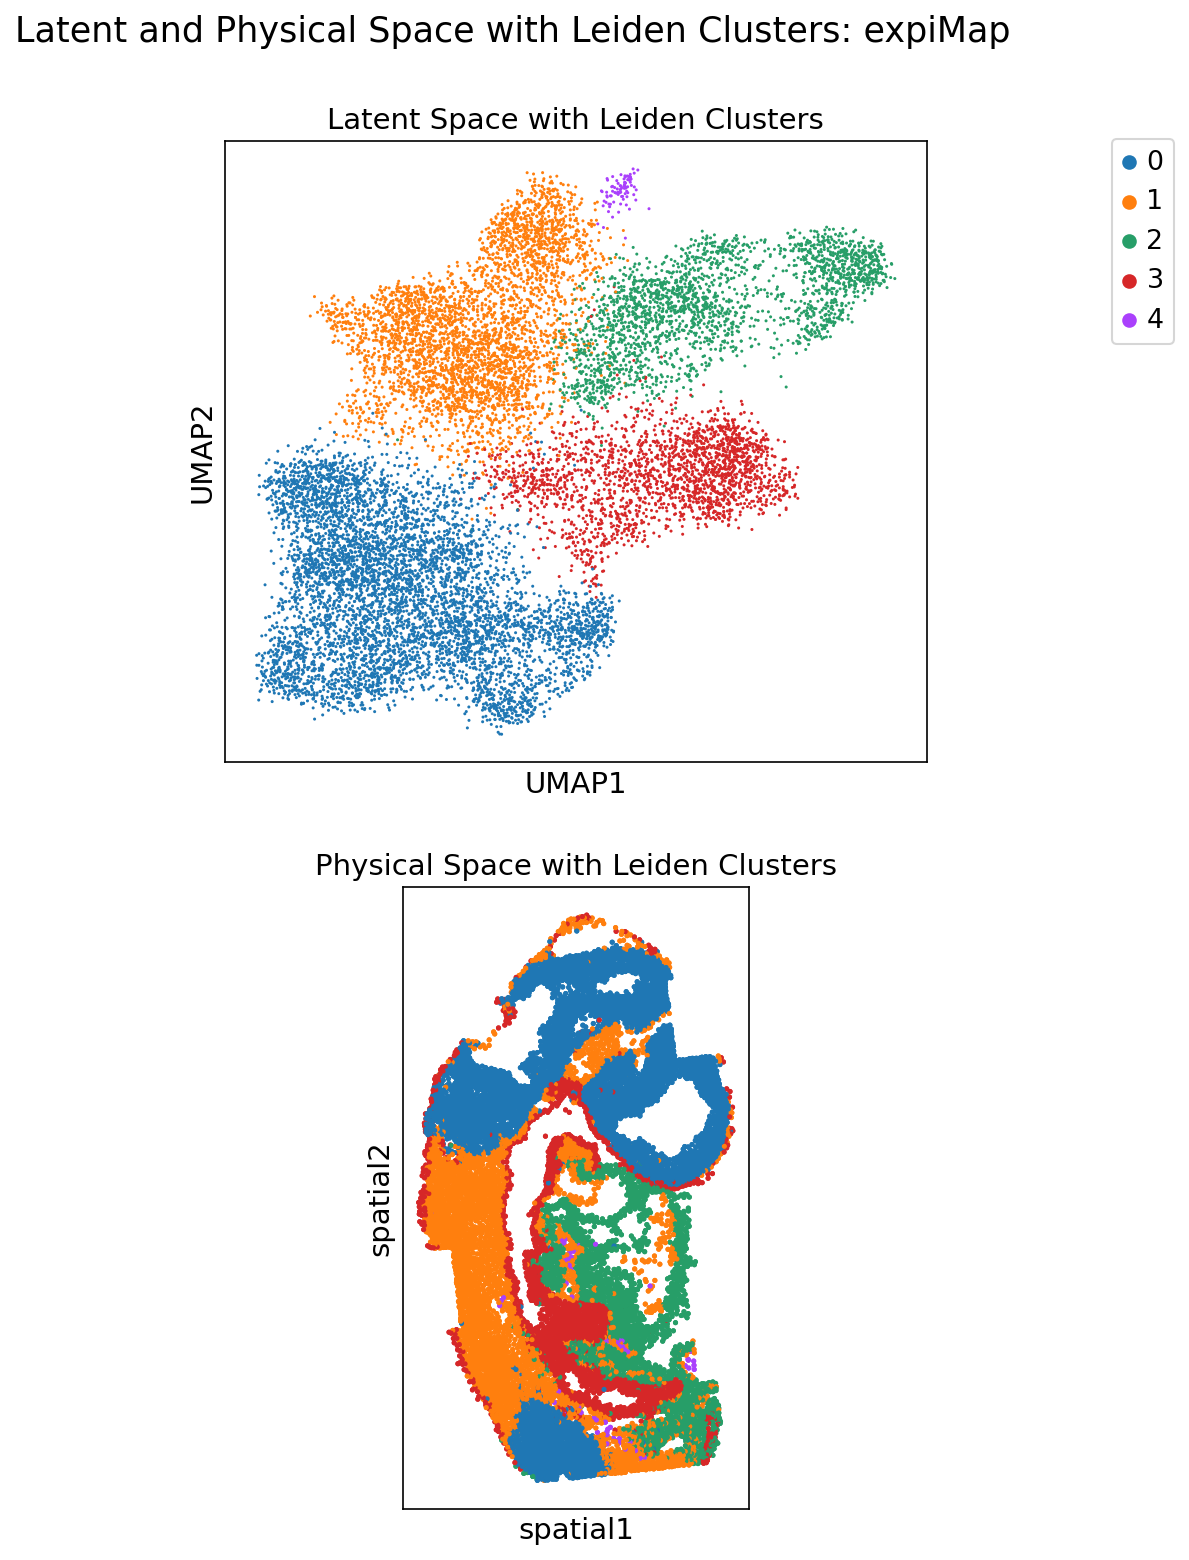 Latent and Physical Space with Leiden Clusters: expiMap
Latent Space with Leiden Clusters
0
1
2
3
4
UMAP2
UMAP1
Physical Space with Leiden Clusters
spatial2
spatial1